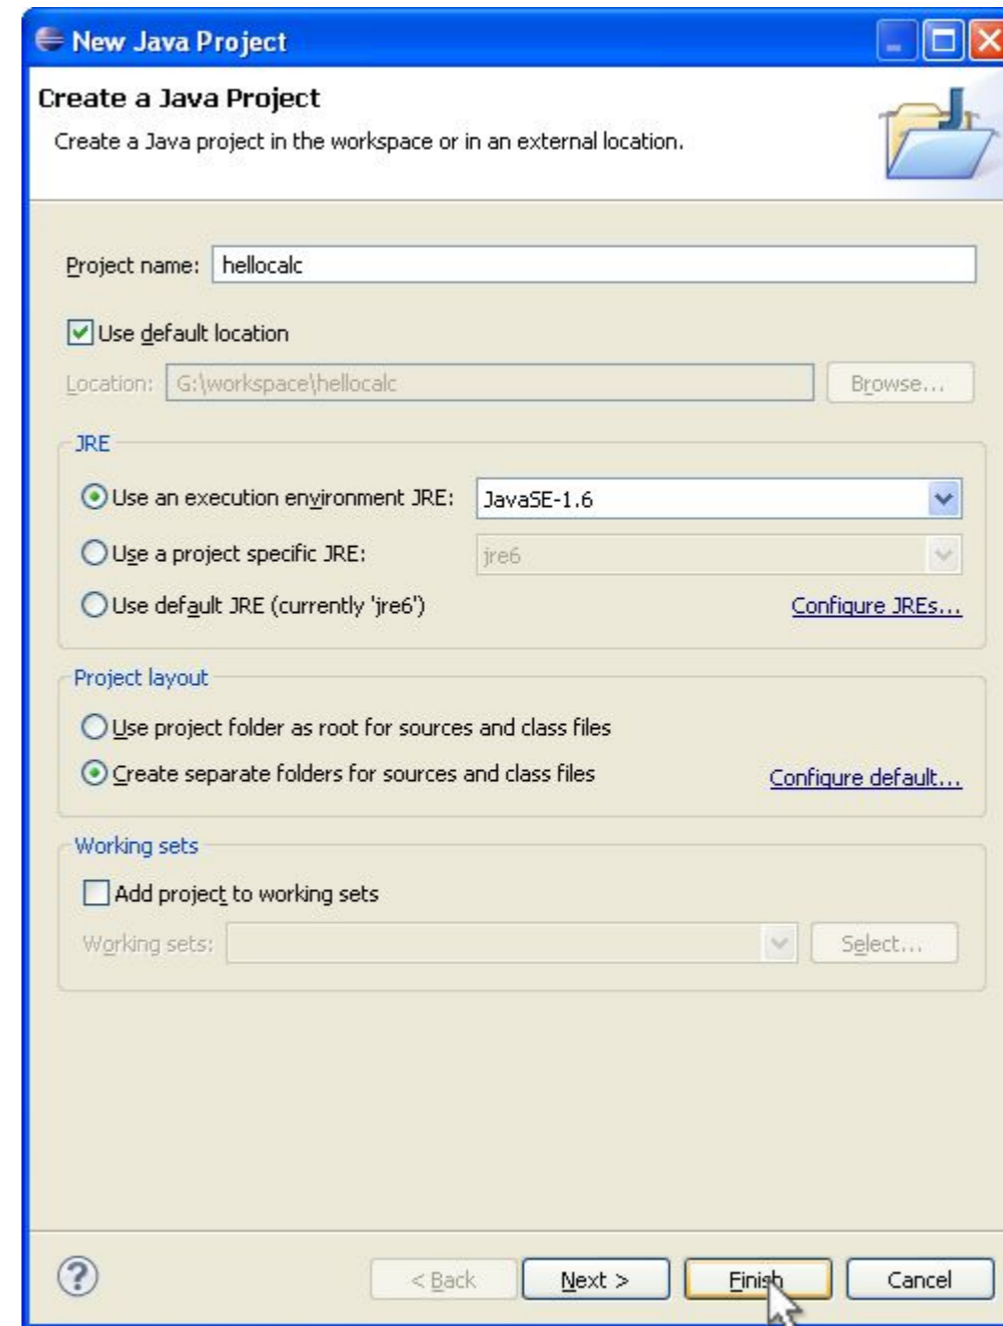 New Java Project
Create a Java Project
Create a Java project in the workspace or in an external location.
Project name: hellocalc
Use default location
Location: G:\workspace\hellocalc Browse...
JRE
Use an execution environment JRE: JavaSE-1.6
Use a project specific JRE: jre6
Use default JRE (currently 'jre6') Configure JREs...
Project layout
Use project folder as root for sources and class files
Create separate folders for sources and class files Configure default...
Working sets
Add project to working sets
Working sets: Select...
? < Back Next > Finish Cancel